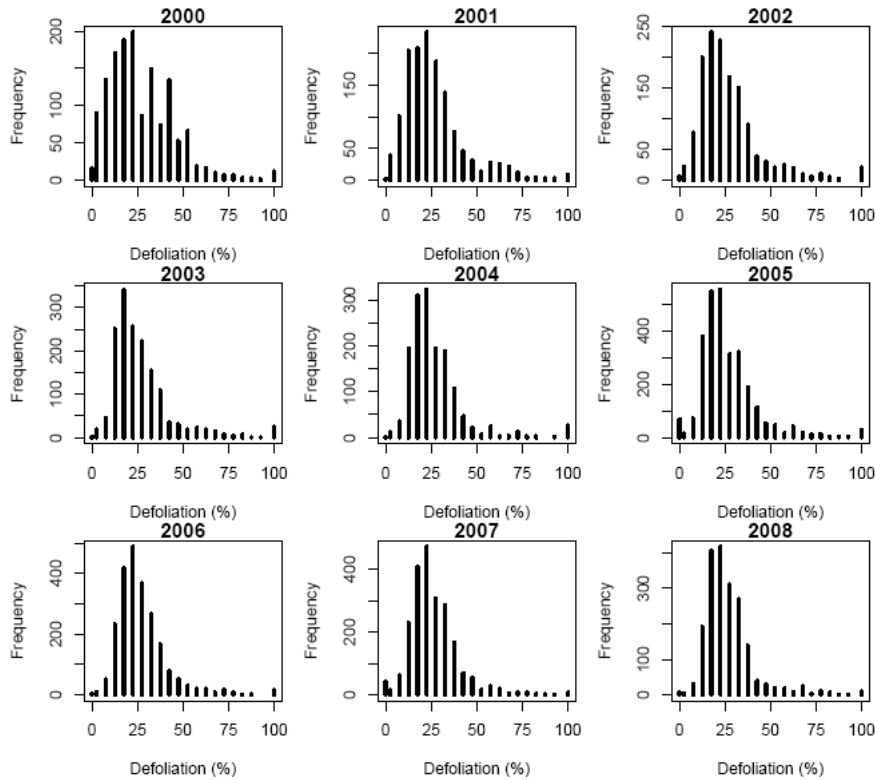 2000
Frequency
0 50 100 200
0 25 50 75 100
Defoliation (%)
2001
Frequency
0 50 150
0 25 50 75 100
Defoliation (%)
2002
Frequency
0 50 150 250
0 25 50 75 100
Defoliation (%)
2003
Frequency
0 100 200 300
0 25 50 75 100
Defoliation (%)
2004
Frequency
0 100 200 300
0 25 50 75 100
Defoliation (%)
2005
Frequency
0 200 400
0 25 50 75 100
Defoliation (%)
2006
Frequency
0 200 400
0 25 50 75 100
Defoliation (%)
2007
Frequency
0 200 400
0 25 50 75 100
Defoliation (%)
2008
Frequency
0 100 300
0 25 50 75 100
Defoliation (%)